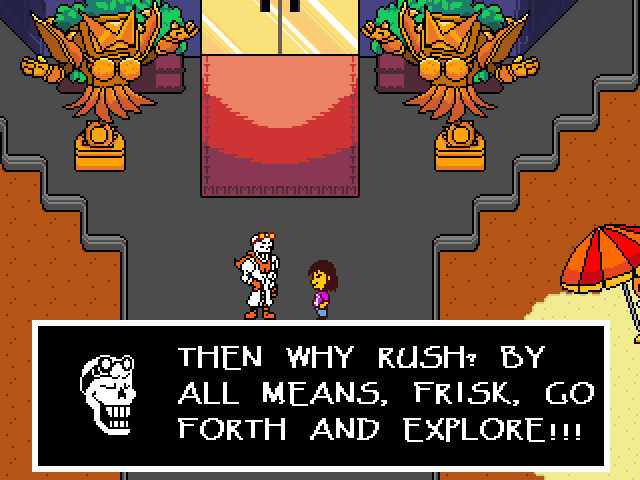 THEN WHY RUSH? BY
ALL MEANS, FRISK, GO
FORTH AND EXPLORE!!!